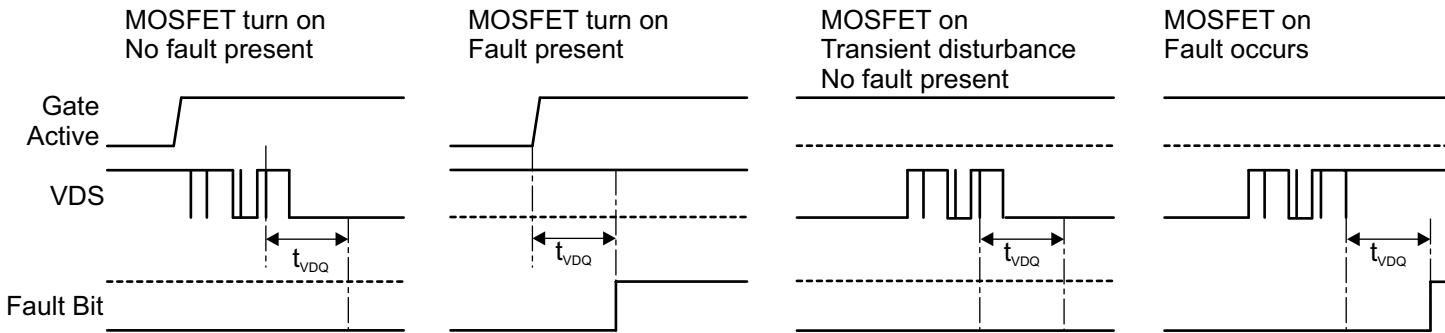 MOSFET turn on
No fault present
MOSFET turn on
Fault present
MOSFET on
Transient disturbance
No fault present
MOSFET on
Fault occurs
Gate
Active
VDS
tVDQ
tVDQ
tVDQ
tVDQ
Fault Bit